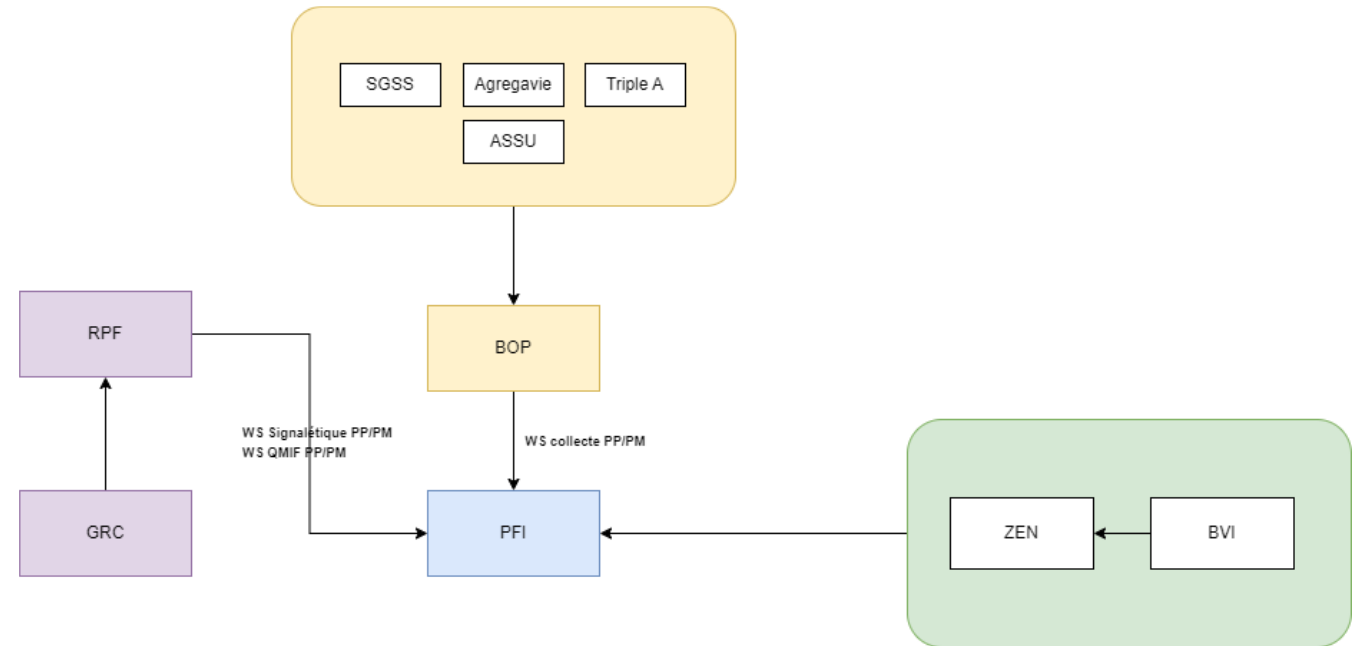 SGSS
Agregavie
Triple A
ASSU
RPF
BOP
WS Signalétique PP/PM
WS QMIF PP/PM
WS collecte PP/PM
GRC
PFI
ZEN
BVI